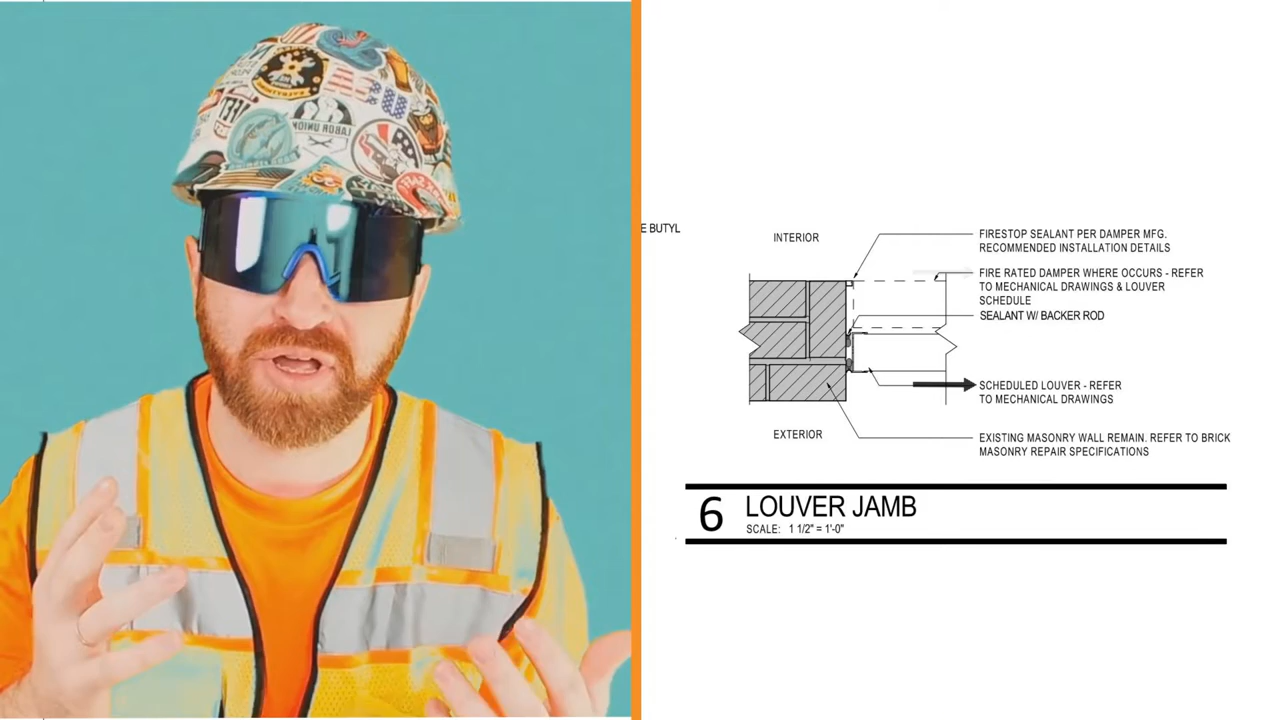 LABOR UNION
E BUTYL
INTERIOR
FIRESTOP SEALANT PER DAMPER MFG.
RECOMMENDED INSTALLATION DETAILS
FIRE RATED DAMPER WHERE OCCURS - REFER
TO MECHANICAL DRAWINGS & LOUVER
SCHEDULE
SEALANT W/ BACKER ROD
SCHEDULED LOUVER - REFER
TO MECHANICAL DRAWINGS
EXTERIOR
EXISTING MASONRY WALL REMAIN. REFER TO BRICK
MASONRY REPAIR SPECIFICATIONS
6 LOUVER JAMB
SCALE: 1 1/2" = 1'-0"